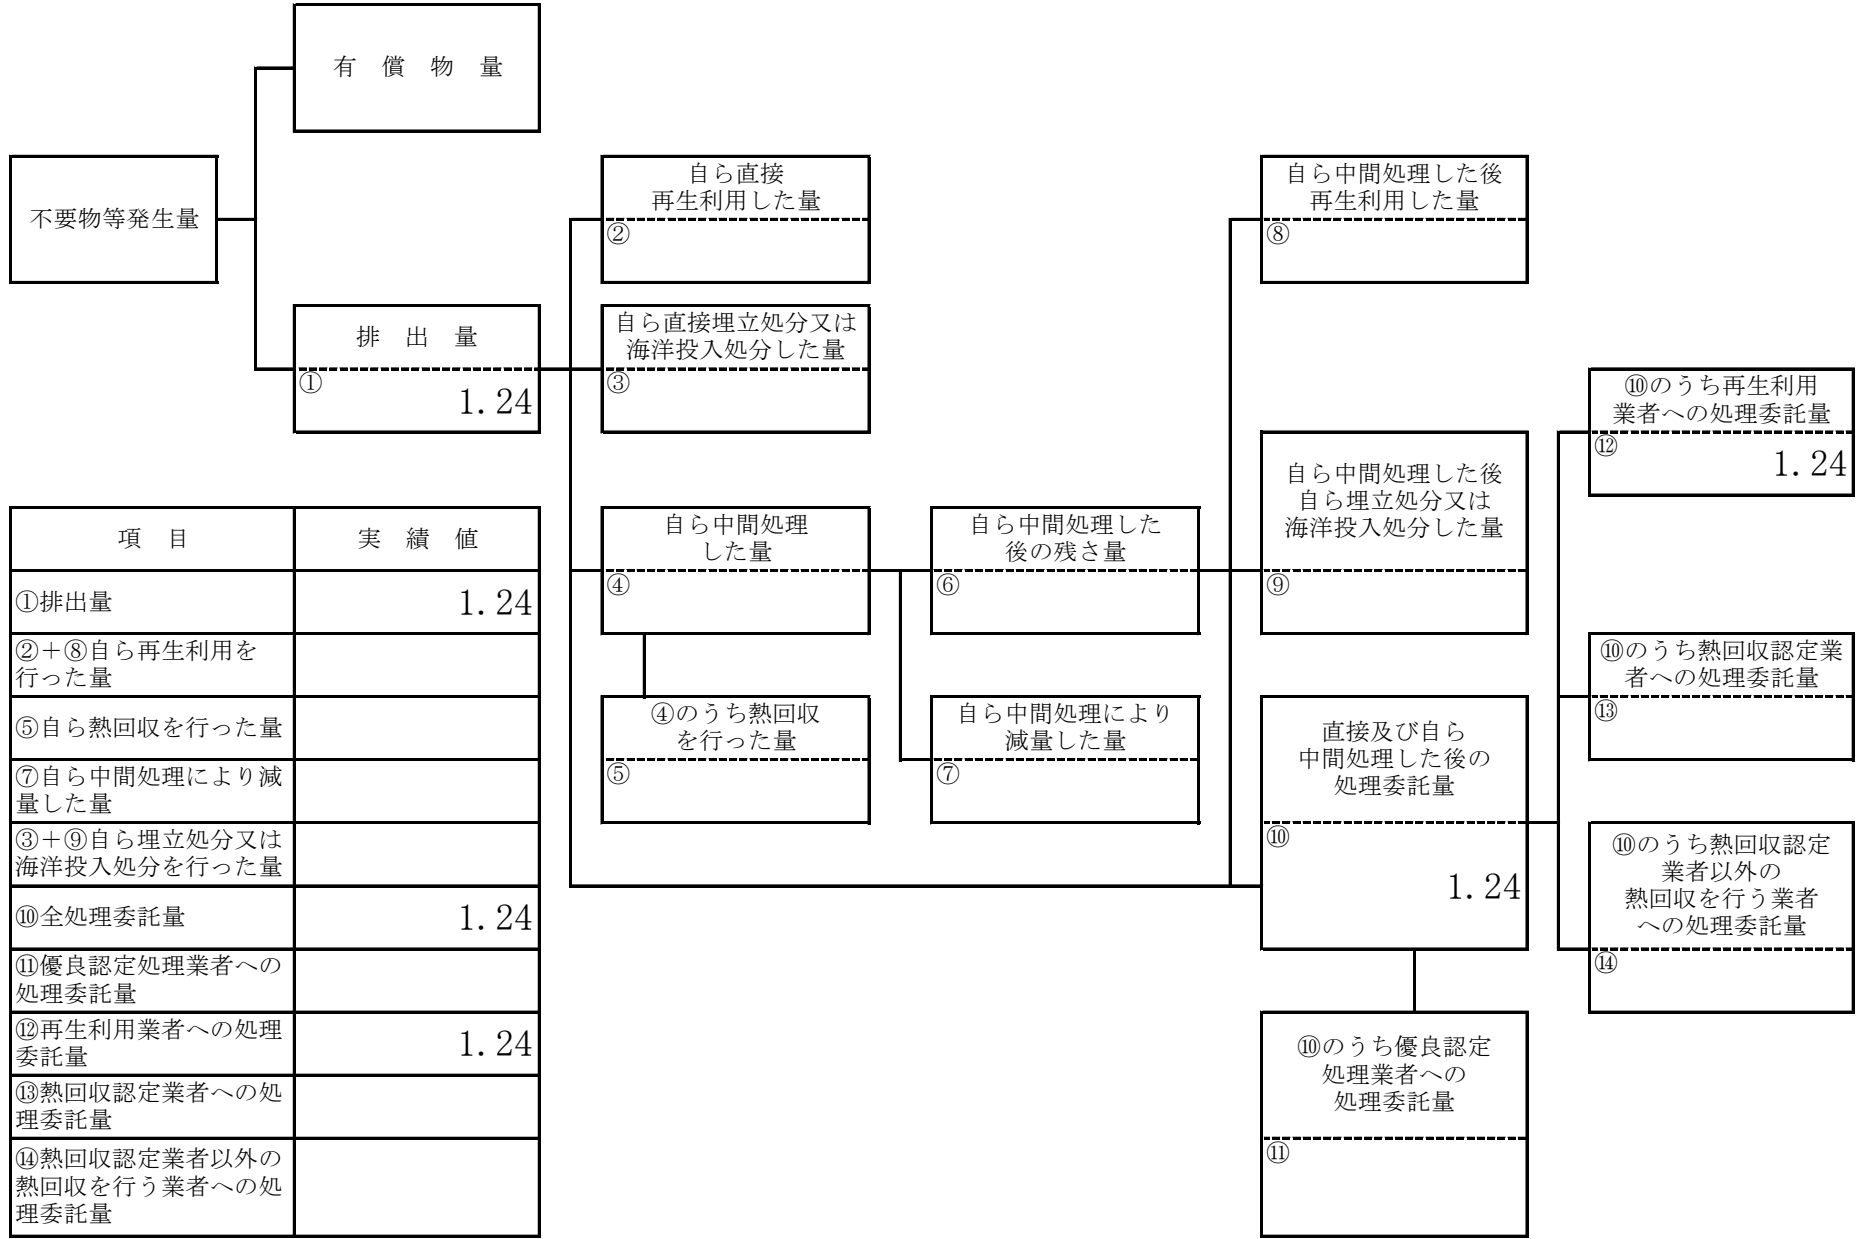 有　償　物　量
不要物等発生量
排　出　量
①
1.24
自ら直接
再生利用した量
②
自ら直接埋立処分又は
海洋投入処分した量
③
自ら中間処理
した量
④
④のうち熱回収
を行った量
⑤
自ら中間処理した
後の残さ量
⑥
自ら中間処理により
減量した量
⑦
自ら中間処理した後
再生利用した量
⑧
自ら中間処理した後
自ら埋立処分又は
海洋投入処分した量
⑨
直接及び自ら
中間処理した後の
処理委託量
⑩
1.24
⑩のうち優良認定
処理業者への
処理委託量
⑪
⑩のうち再生利用
業者への処理委託量
⑫
1.24
⑩のうち熱回収認定業
者への処理委託量
⑬
⑩のうち熱回収認定
業者以外の
熱回収を行う業者
への処理委託量
⑭
項　目
実　績　値
①排出量
1.24
②＋⑧自ら再生利用を
行った量
⑤自ら熱回収を行った量
⑦自ら中間処理により減
量した量
③＋⑨自ら埋立処分又は
海洋投入処分を行った量
⑩全処理委託量
1.24
⑪優良認定処理業者への
処理委託量
⑫再生利用業者への処理
委託量
1.24
⑬熱回収認定業者への処
理委託量
⑭熱回収認定業者以外の
熱回収を行う業者への処
理委託量